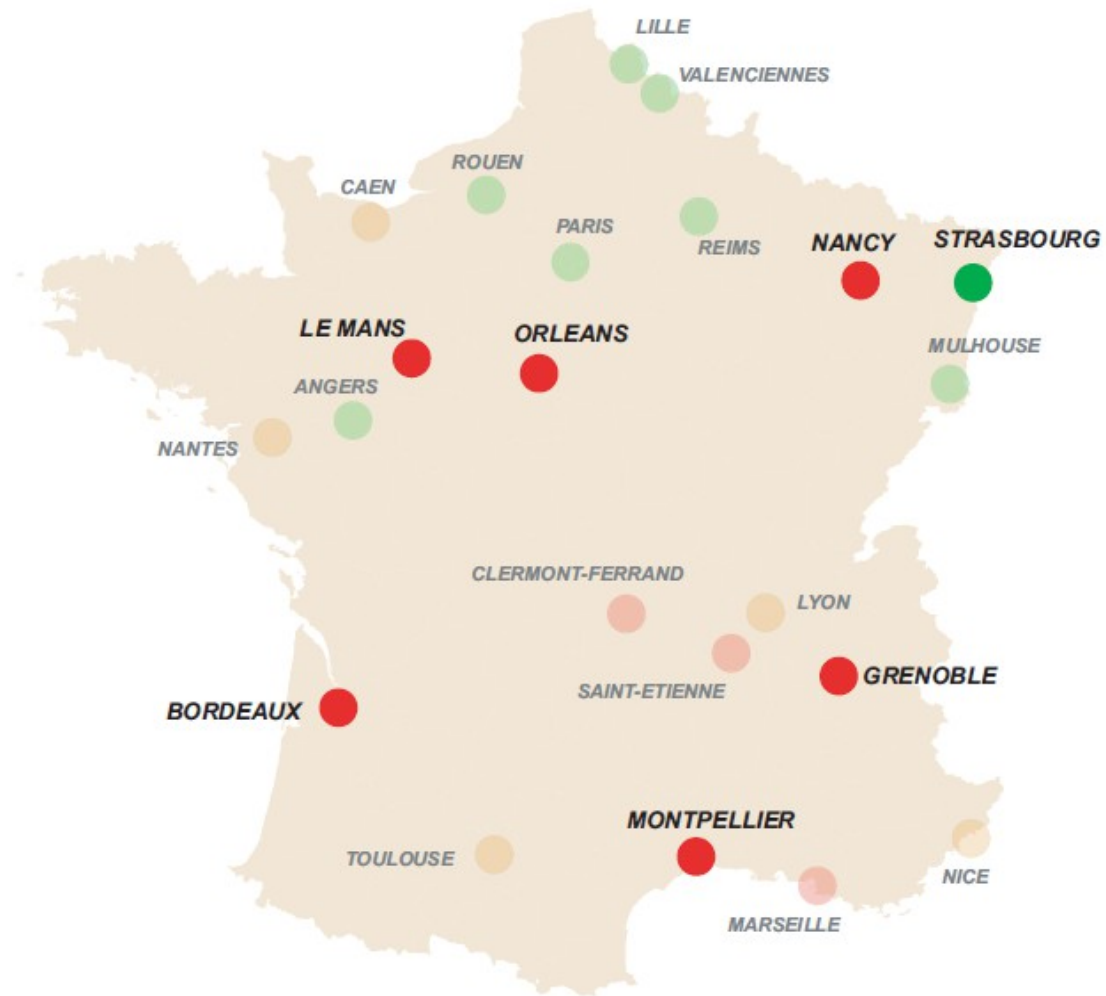 LILLE
VALENCIENNES
ROUEN
CAEN
PARIS
REIMS
NANCY
STRASBOURG
LE MANS
ORLEANS
MULHOUSE
ANGERS
NANTES
CLERMONT-FERRAND
LYON
GRENOBLE
SAINT-ETIENNE
BORDEAUX
MONTPELLIER
TOULOUSE
NICE
MARSEILLE